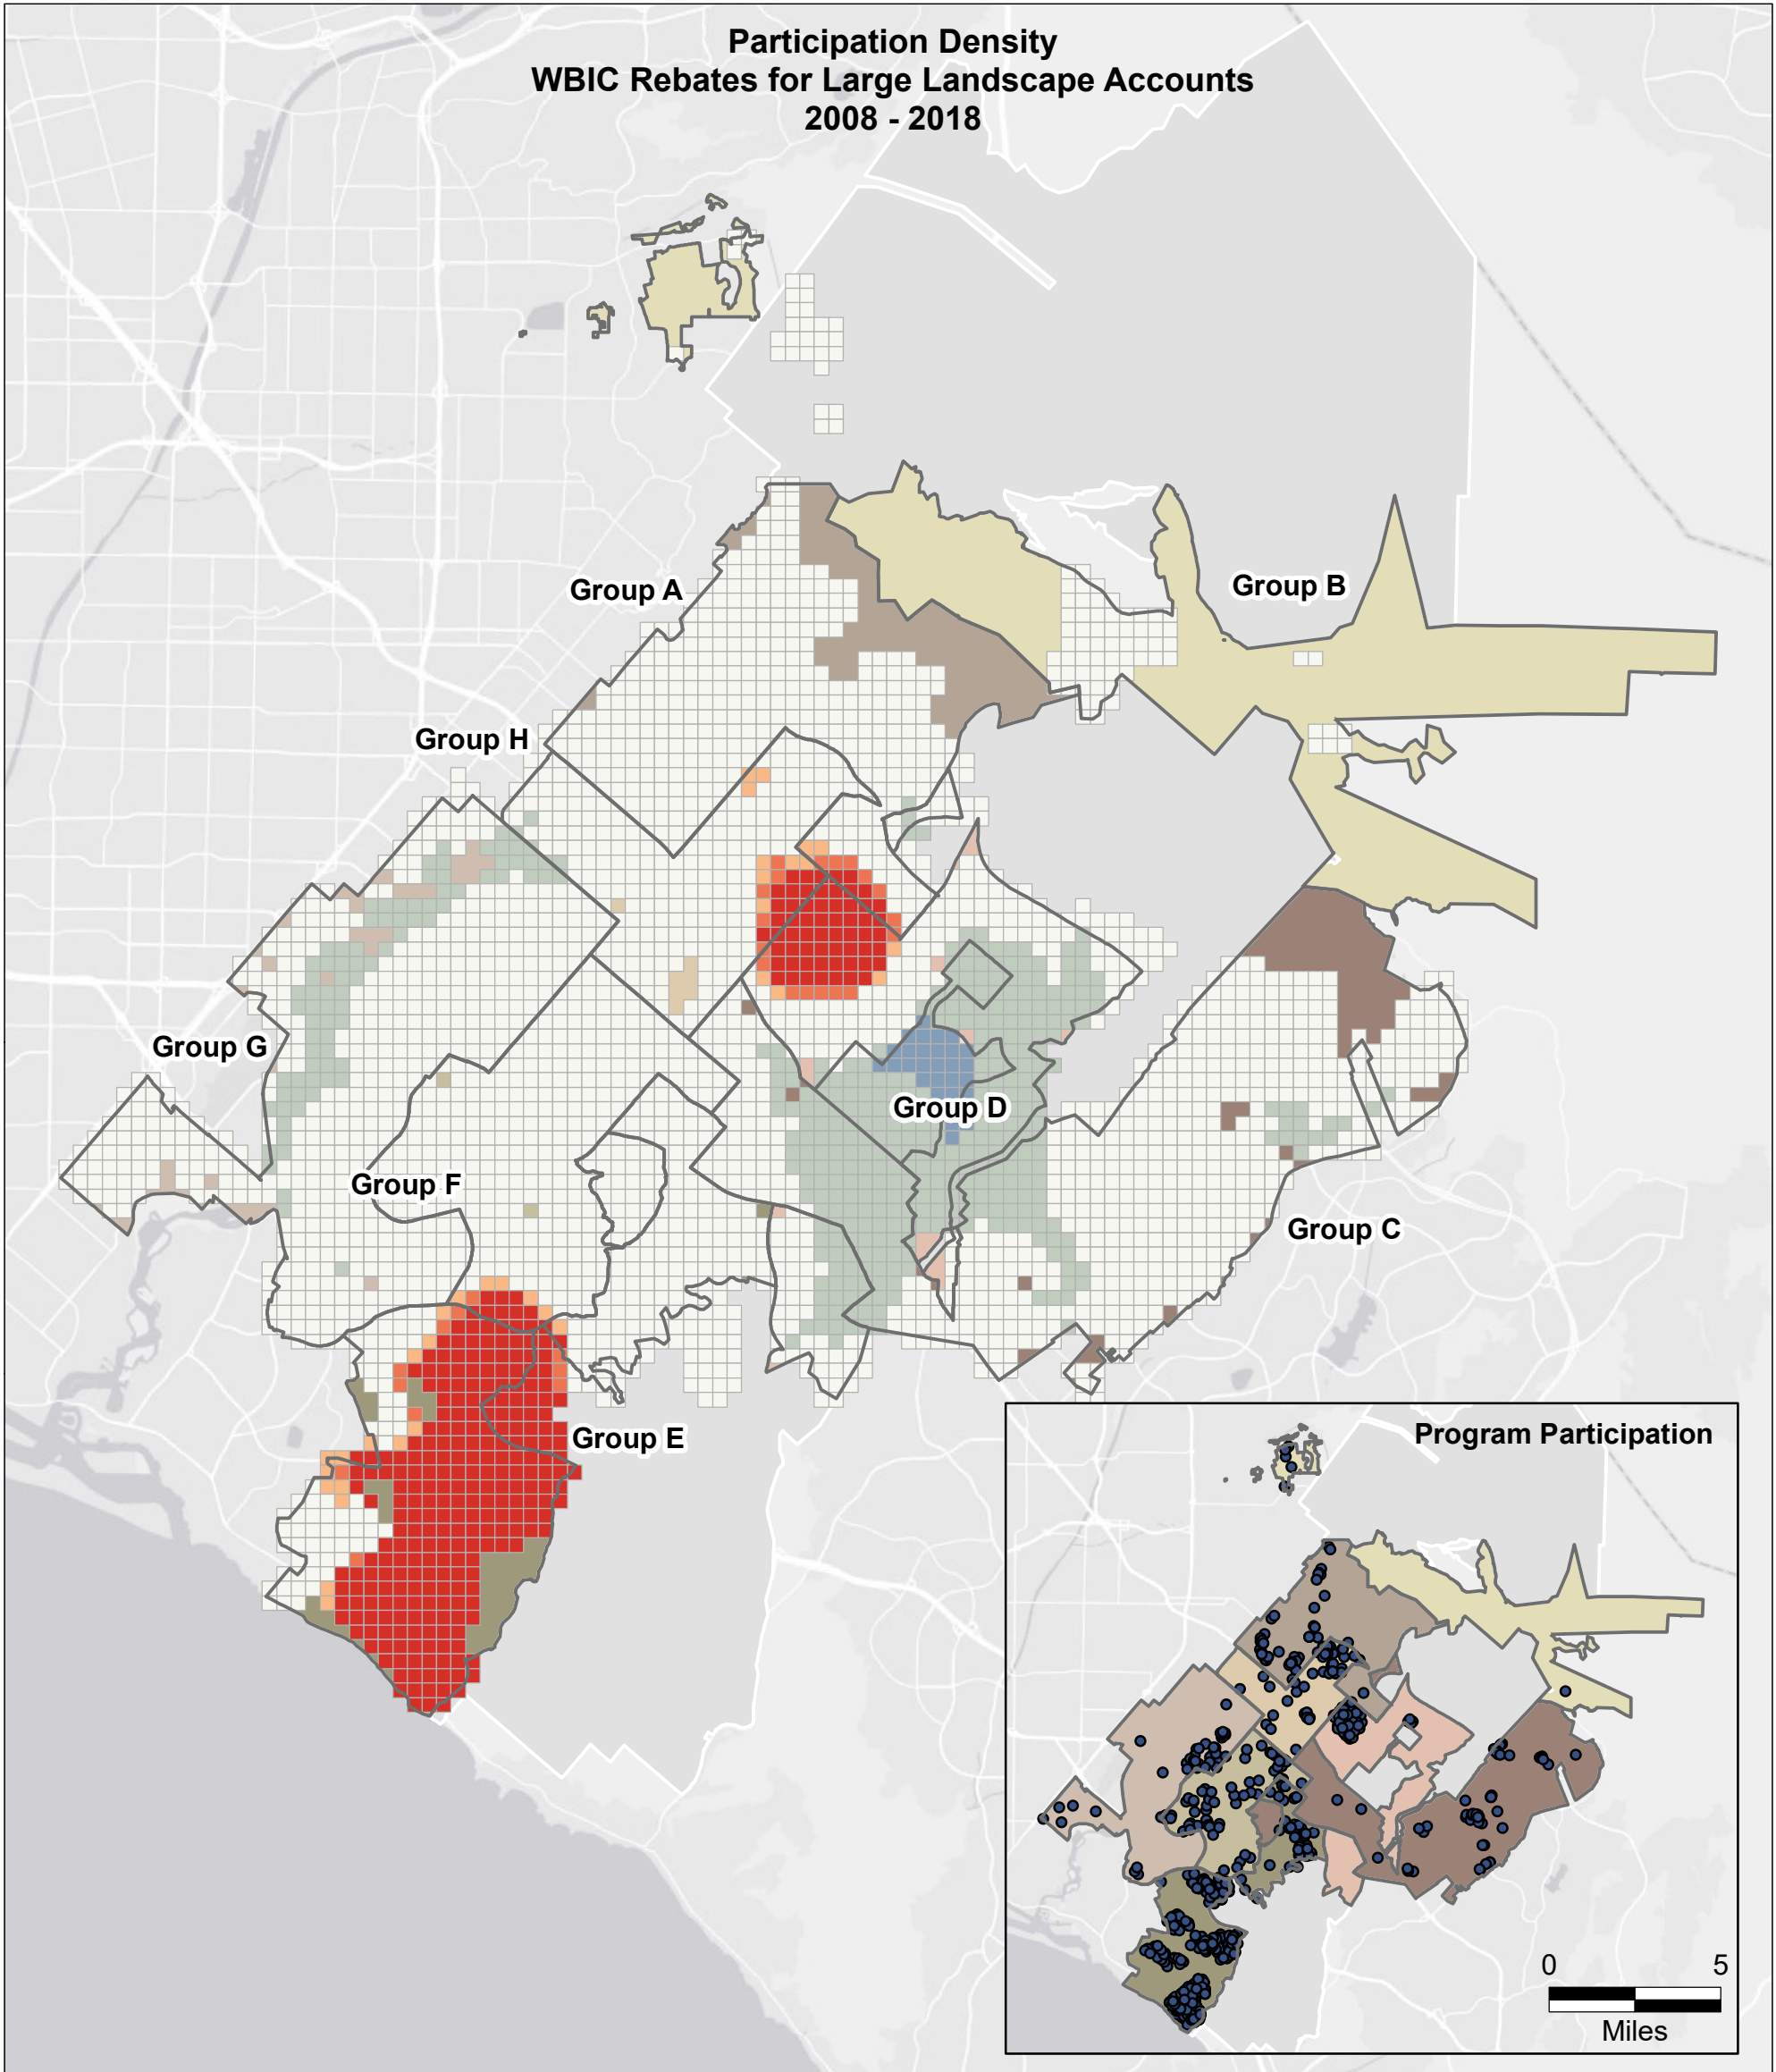 Participation Density
WBIC Rebates for Large Landscape Accounts
2008 - 2018
Group A
Group B
Group H
Group G
Group D
Group F
Group C
Group E
Program Participation
0 5
Miles